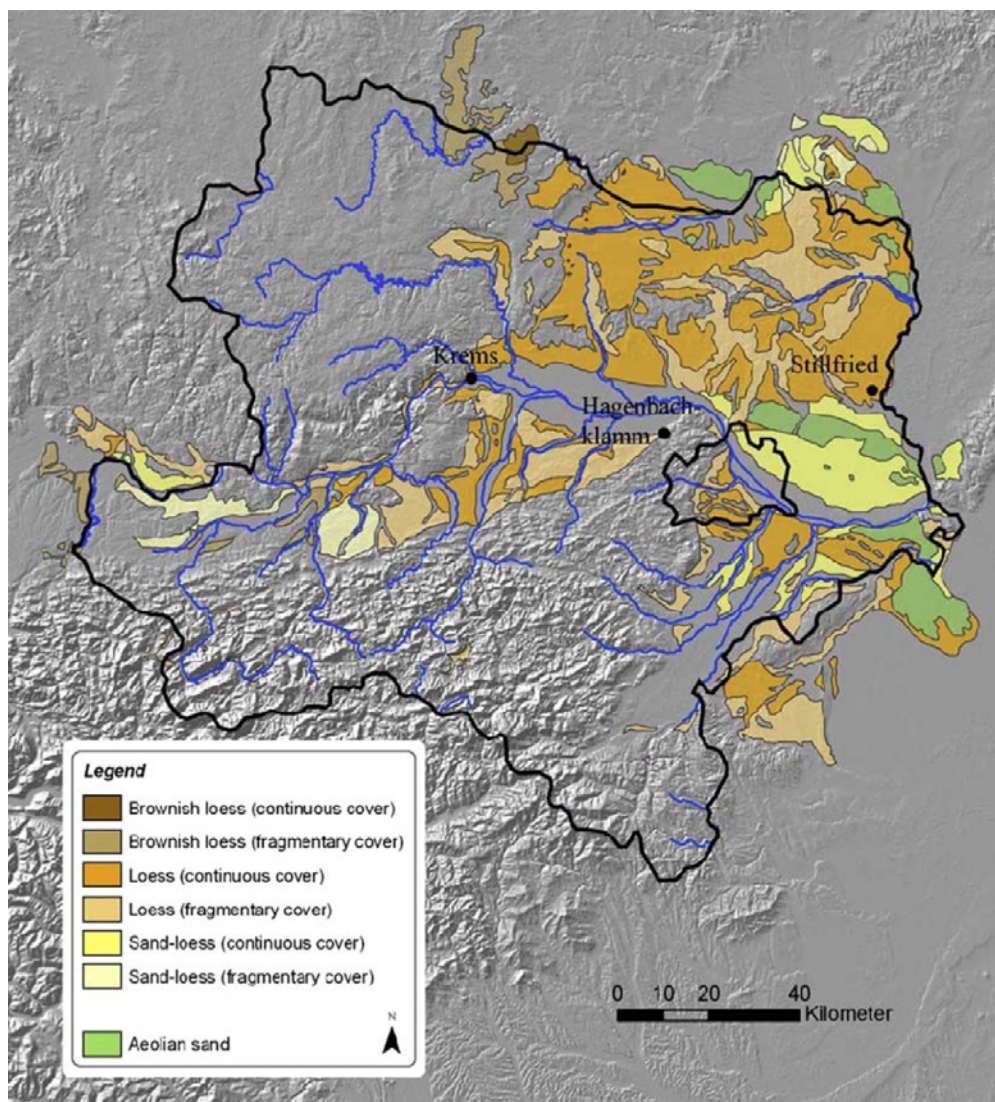 Krems
Stillfried
Hagenbach-
klamm
Legend
Brownish loess (continuous cover)
Brownish loess (fragmentary cover)
Loess (continuous cover)
Loess (fragmentary cover)
Sand-loess (continuous cover)
Sand-loess (fragmentary cover)
Aeolian sand
N
0 10 20 40
Kilometer